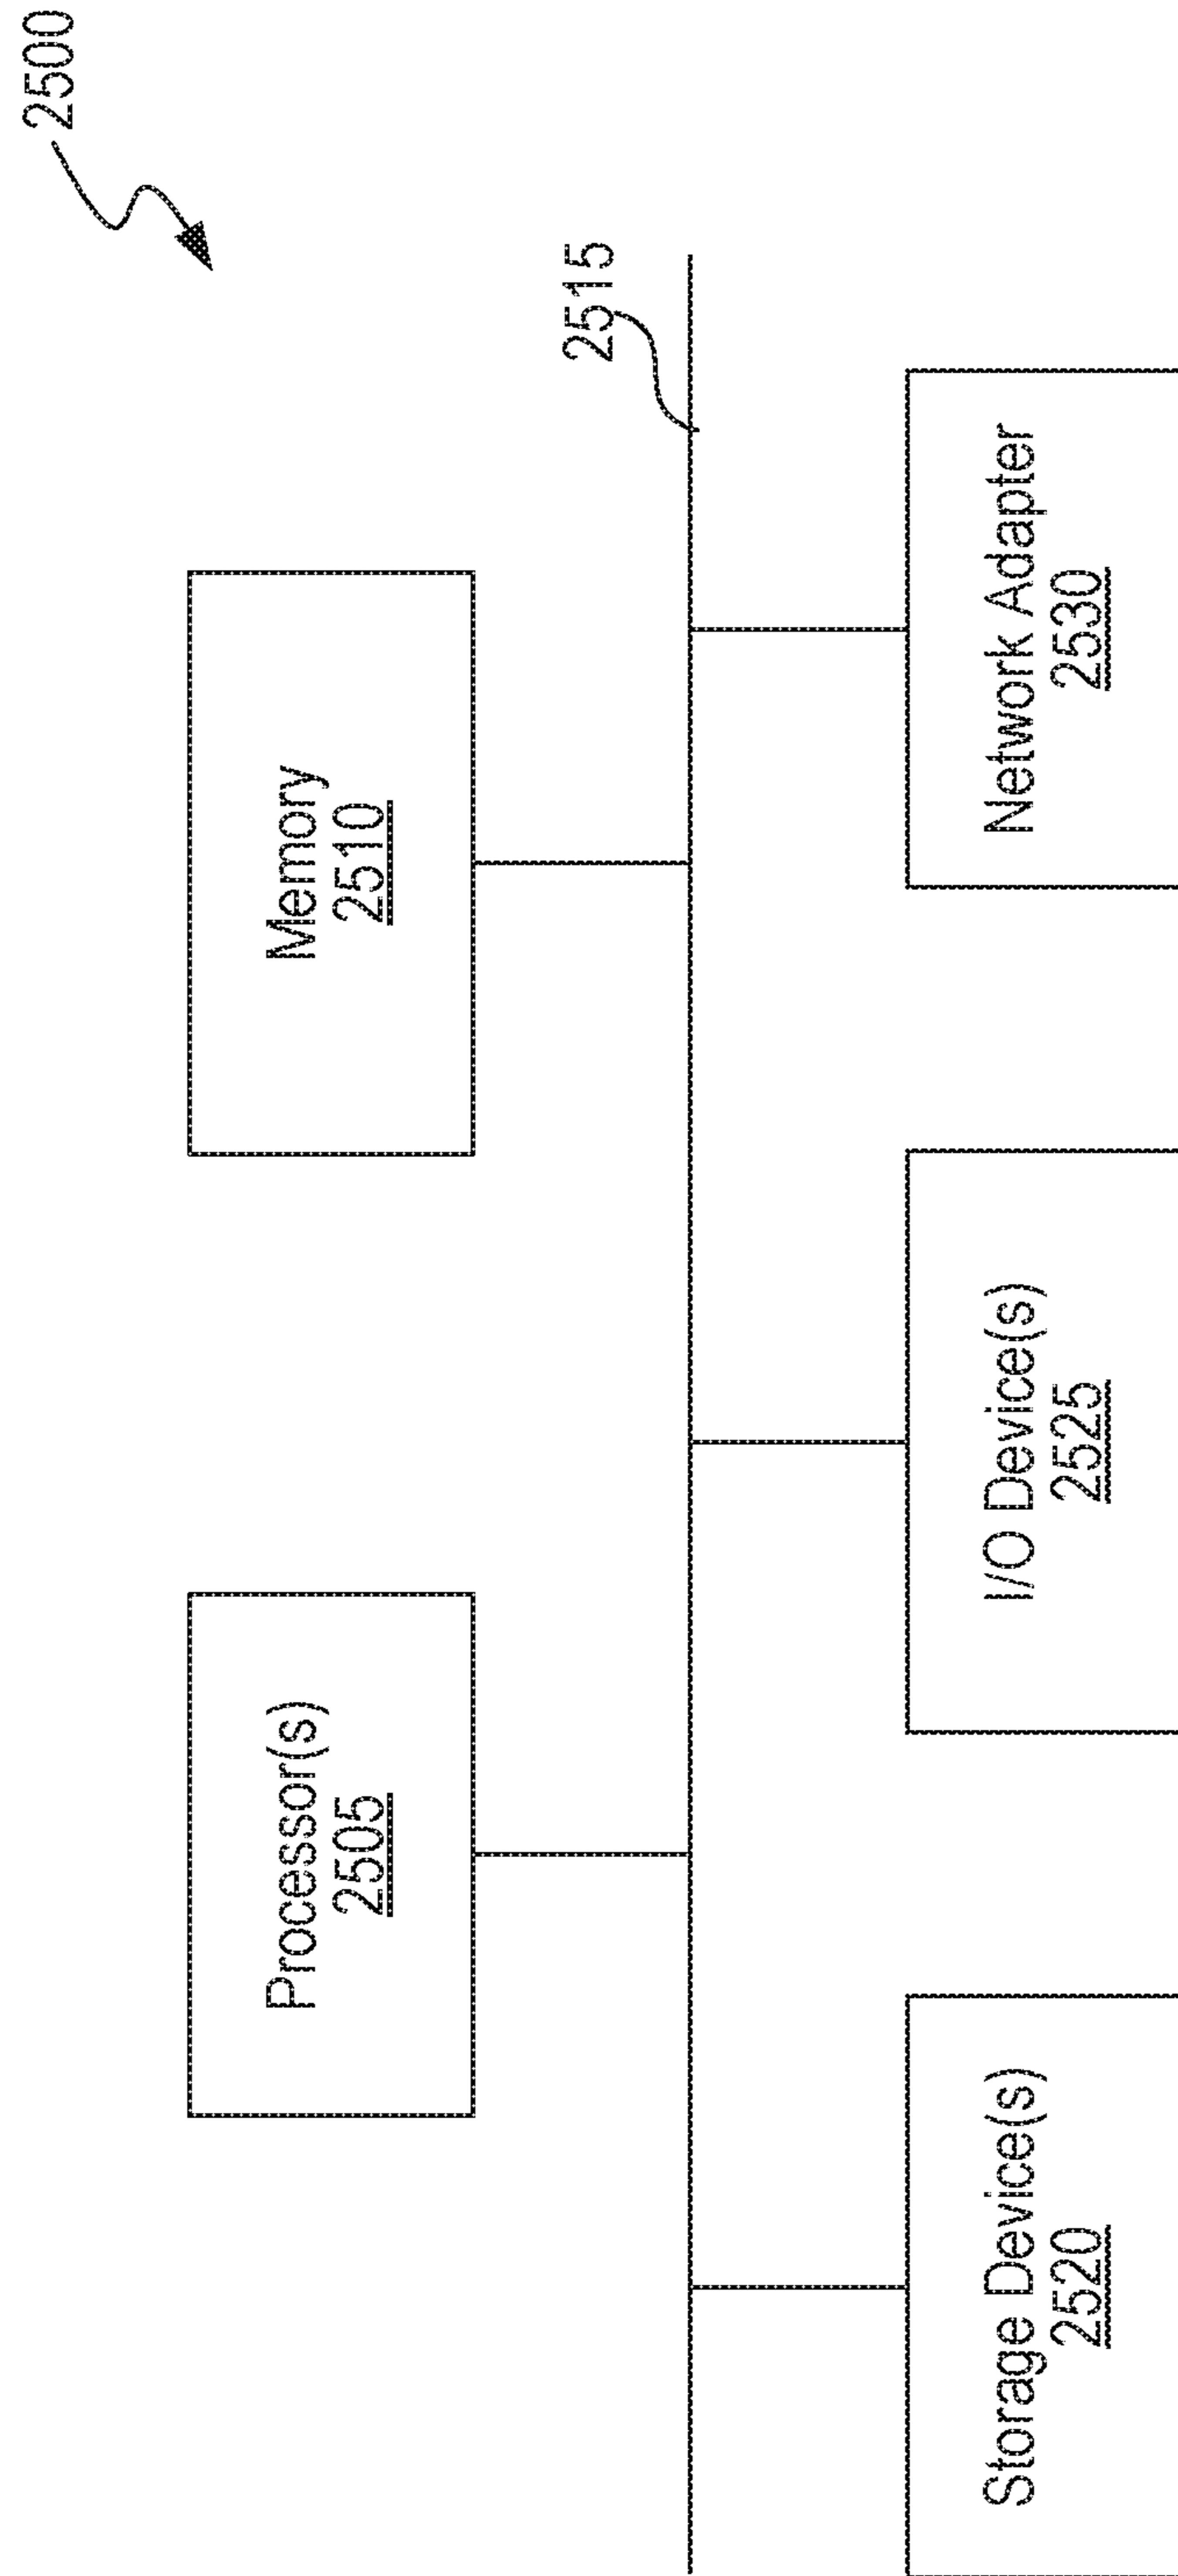 2500
Processor(s)
2505
Memory
2510
2515
Storage Device(s)
2520
I/O Device(s)
2525
Network Adapter
2530